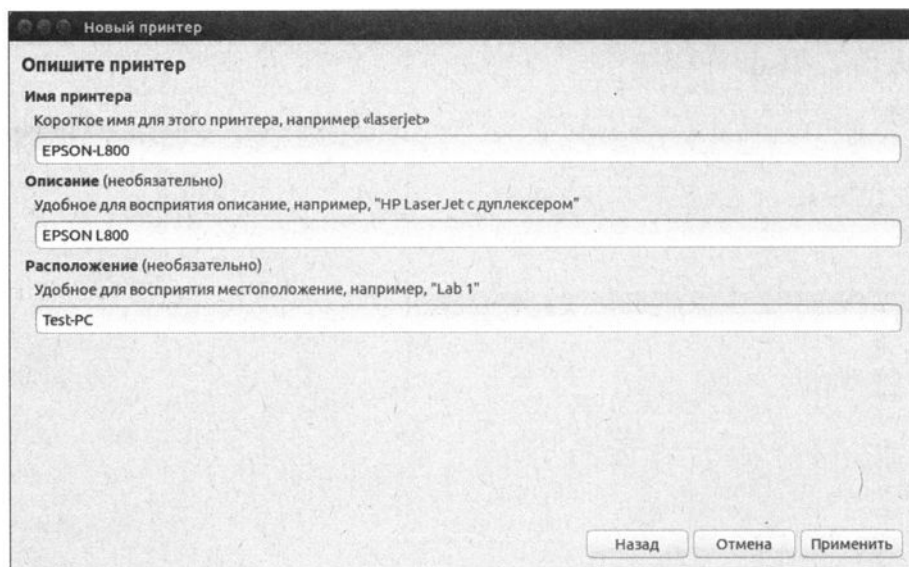 Новый принтер
Опишите принтер
Имя принтера
Короткое имя для этого принтера, например «laserjet»
EPSON-L800
Описание (необязательно)
Удобное для восприятия описание, например, "HP LaserJet с дуплексером"
EPSON L800
Расположение (необязательно)
Удобное для восприятия местоположение, например, "Lab 1"
Test-PC
Назад Отмена Применить